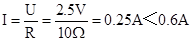 I = U/R = 2.5V/10Ω = 0.25A＜0.6A